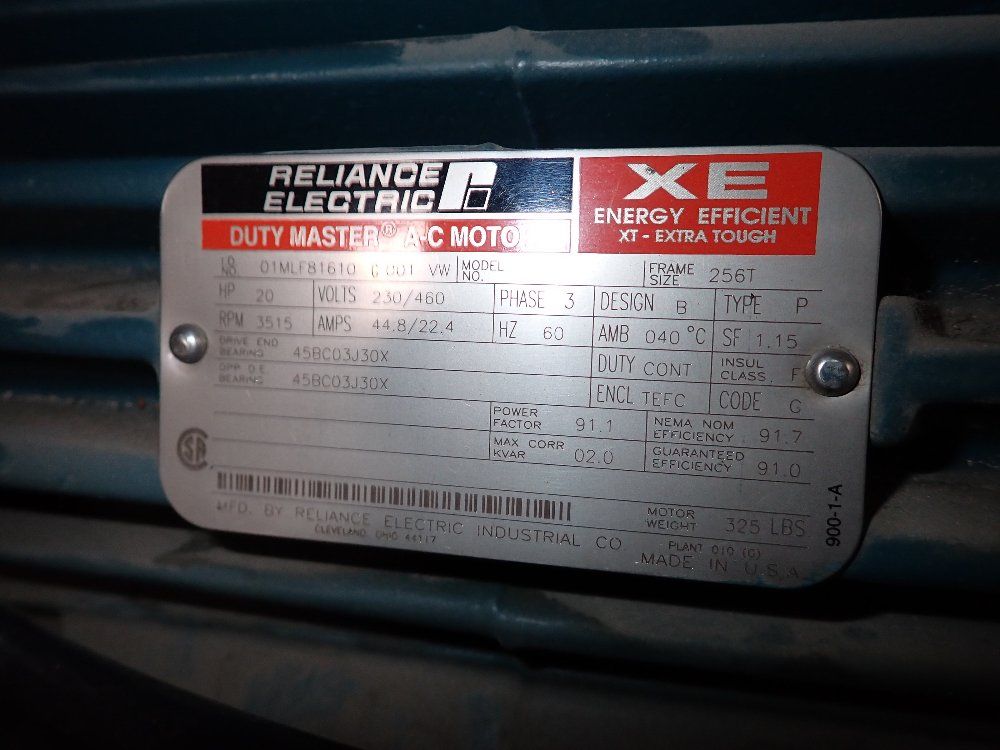 RELIANCE
ELECTRIC
XE
ENERGY EFFICIENT
XT - EXTRA TOUGH
DUTY MASTER® A-C MOTO
I.D. NO. 01MLF81610 G 001 VW MODEL NO. FRAME SIZE 256T
HP 20 VOLTS 230/460 PHASE 3 DESIGN B TYPE P
RPM 3515 AMPS 44.8/22.4 HZ 60 AMB 040 °C SF 1.15
DRIVE END BEARING 45BC03J30X DUTY CONT INSUL CLASS. F
OPP D.E. BEARING 45BC03J30X ENCL TEFC CODE G
POWER FACTOR 91.1 NEMA NOM EFFICIENCY 91.7
MAX CORR KVAR 02.0 GUARANTEED EFFICIENCY 91.0
SA
MOTOR WEIGHT 325 LBS
MFD. BY RELIANCE ELECTRIC INDUSTRIAL CO.
CLEVELAND, OHIO 44117
PLANT 010 (G)
MADE IN U.S.A.
900-1-A